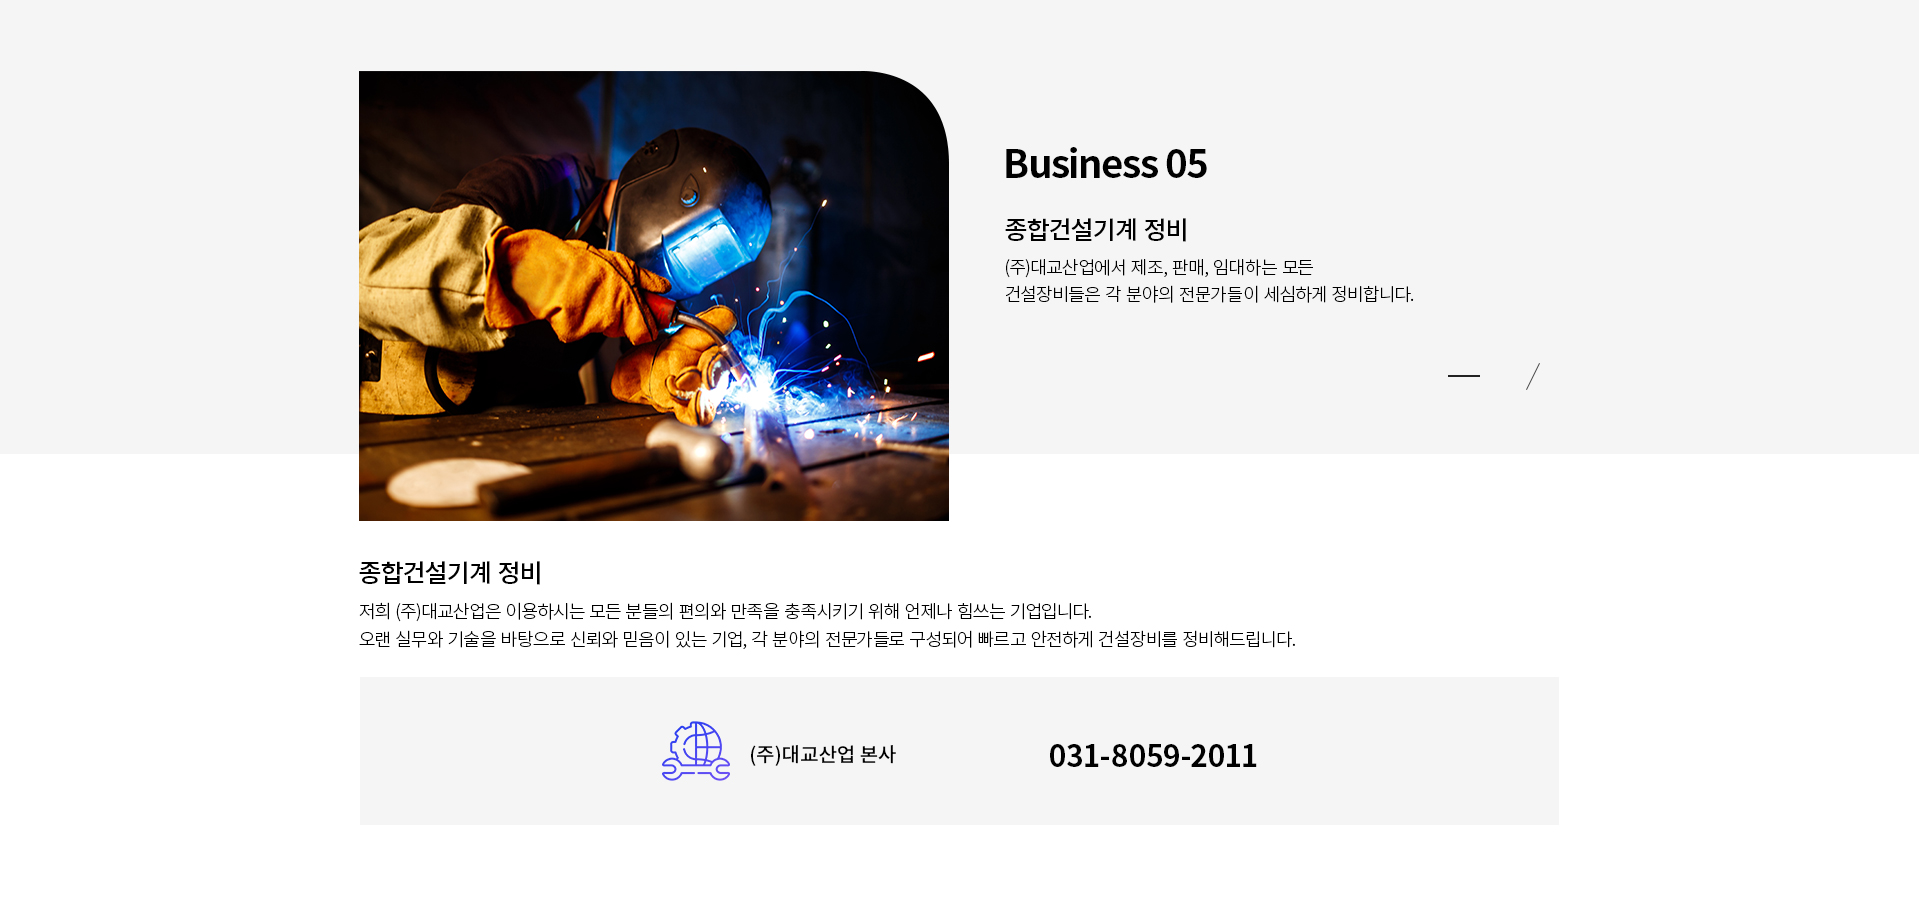 Business 05
종합건설기계 정비
(주)대교산업에서 제조, 판매, 임대하는 모든
건설장비들은 각 분야의 전문가들이 세심하게 정비합니다.
종합건설기계 정비
저희 (주)대교산업은 이용하시는 모든 분들의 편의와 만족을 충족시키기 위해 언제나 힘쓰는 기업입니다.
오랜 실무와 기술을 바탕으로 신뢰와 믿음이 있는 기업, 각 분야의 전문가들로 구성되어 빠르고 안전하게 건설장비를 정비해드립니다.
(주)대교산업 본사
031-8059-2011